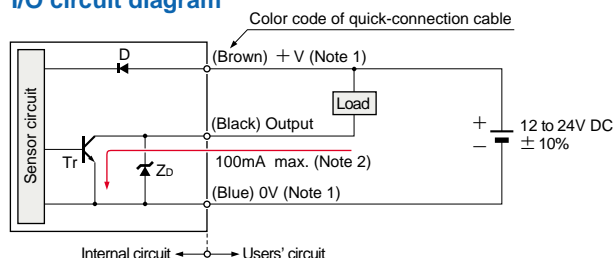 I/O circuit diagram
Color code of quick-connection cable
D
(Brown) +V (Note 1)
Sensor circuit
Load
(Black) Output
+
12 to 24V DC
− ±10%
Tr
ZD
100mA max. (Note 2)
(Blue) 0V (Note 1)
Internal circuit
Users' circuit